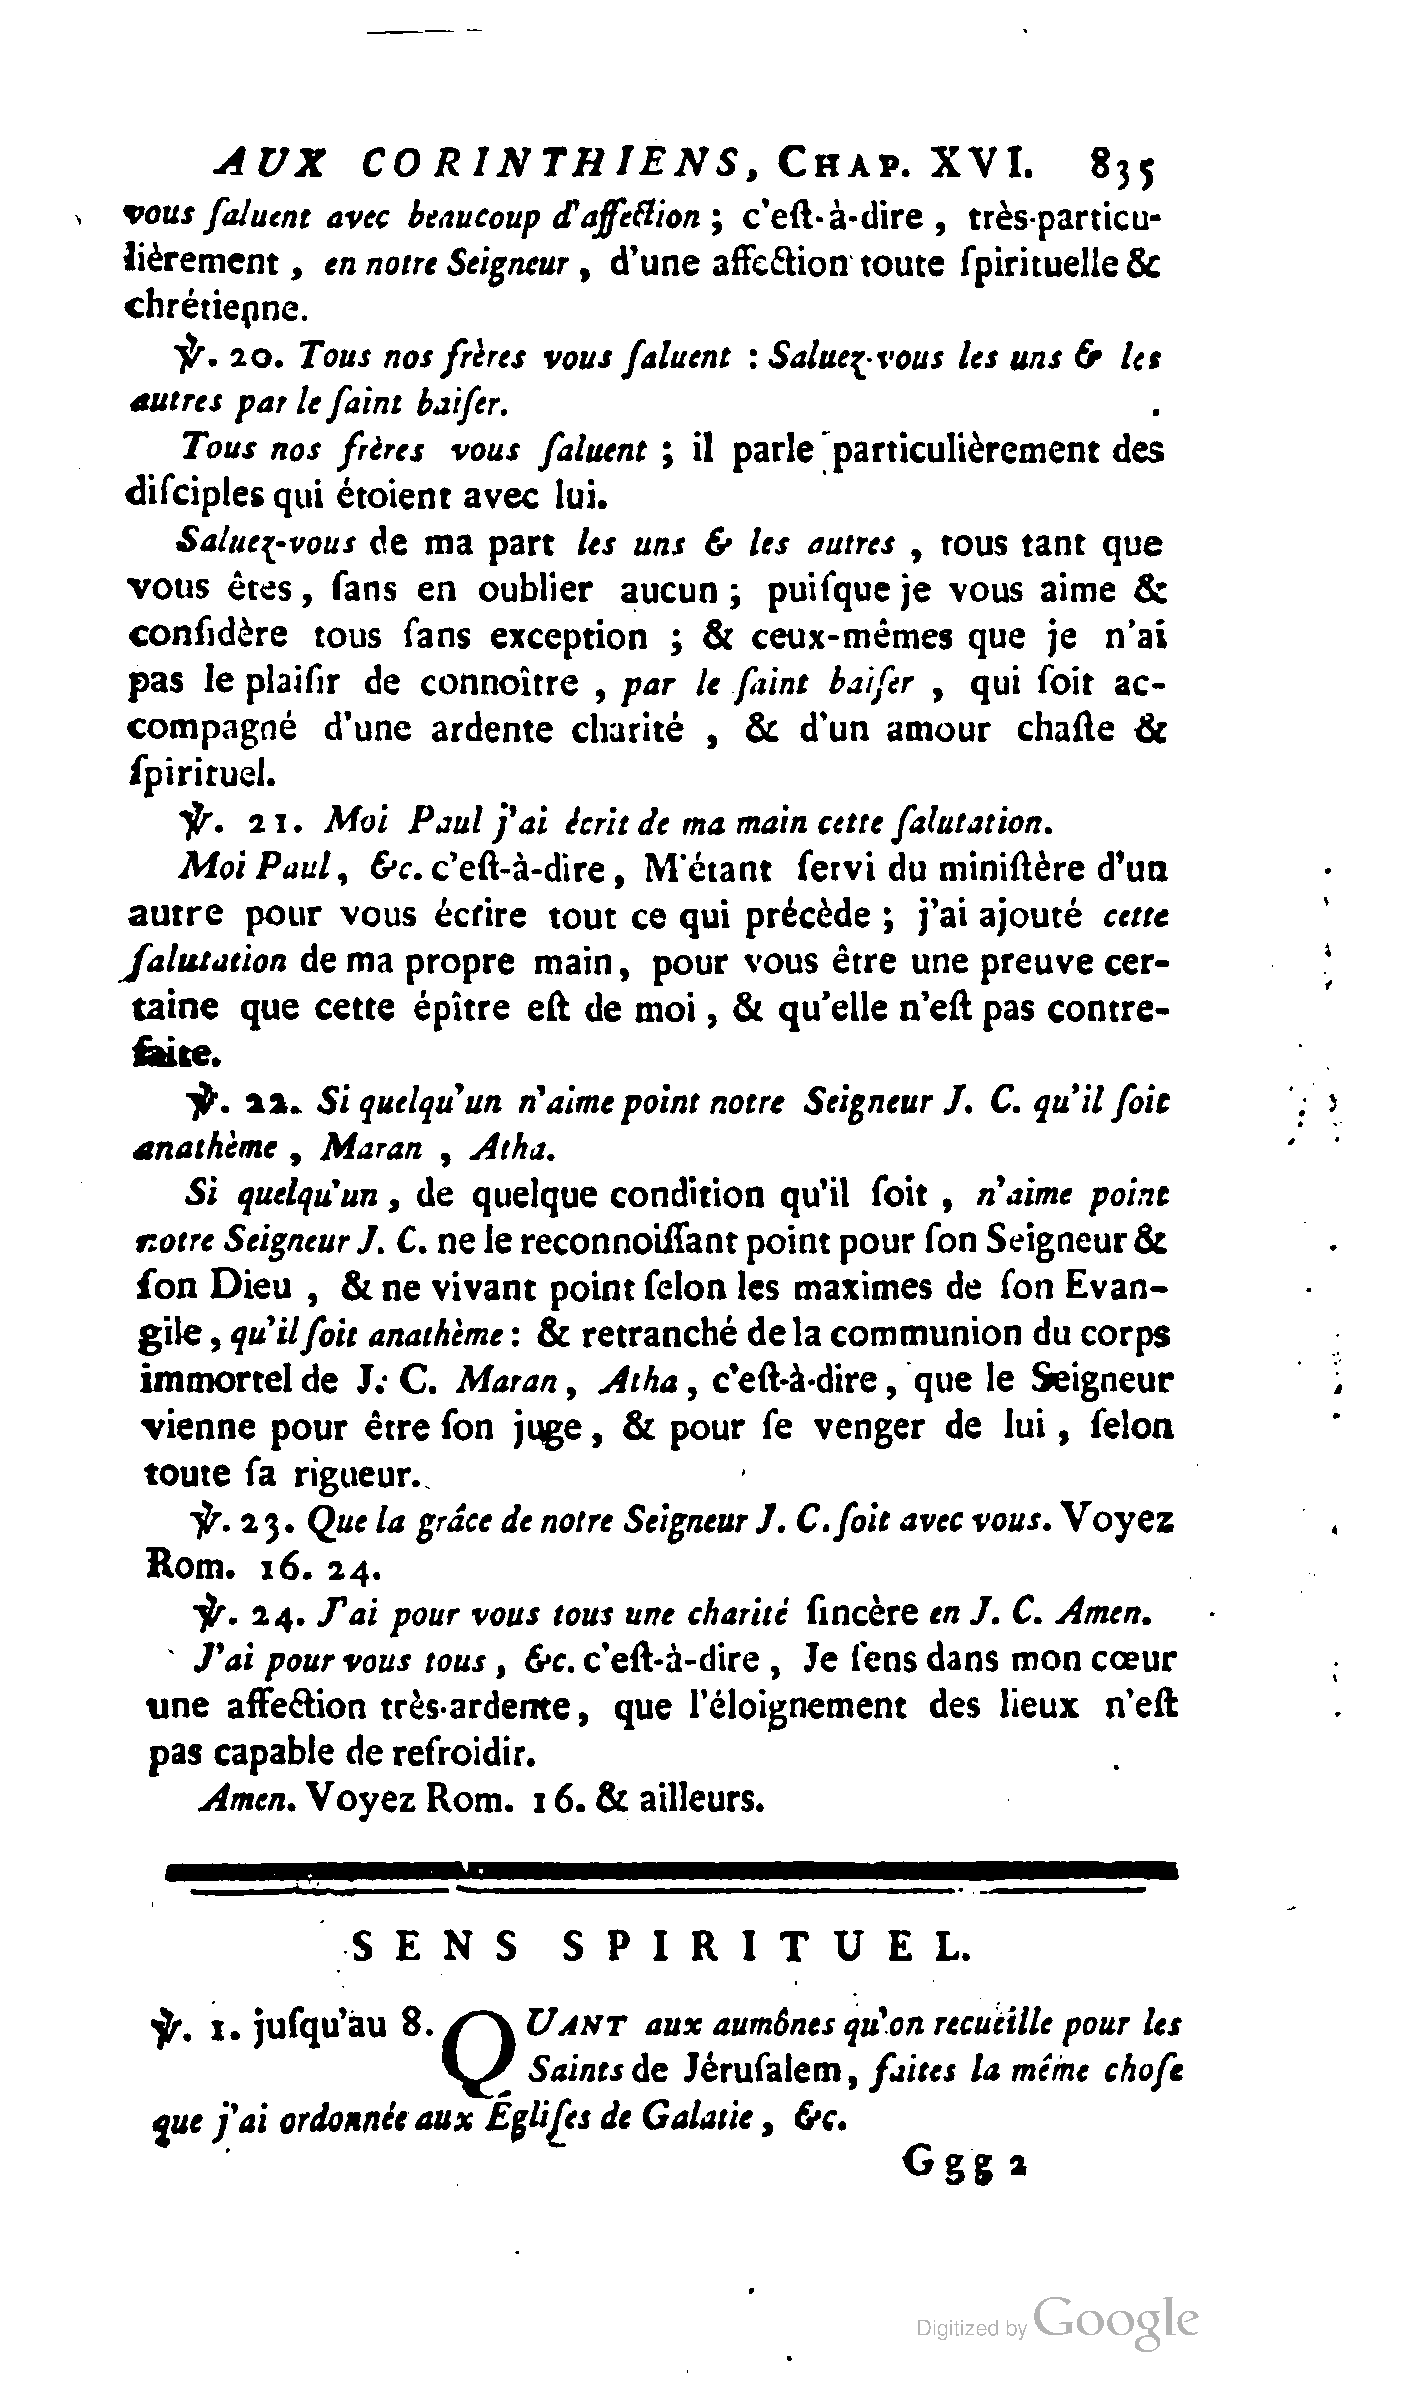 AUX CORINTHIENS, CHAP. XVI. 835
vous ſaluent avec beaucoup d'affection ; c'eſt-à-dire , très-particu-
lièrement , en notre Seigneur , d'une affection toute ſpirituelle &
chrétienne.
℣. 20. Tous nos frères vous ſaluent : Saluez-vous les uns & les
autres par le ſaint baiſer.
Tous nos frères vous ſaluent ; il parle particulièrement des
diſciples qui étoient avec lui.
Saluez-vous de ma part les uns & les autres , tous tant que
vous êtes, ſans en oublier aucun ; puiſque je vous aime &
conſidère tous ſans exception ; & ceux-mêmes que je n'ai
pas le plaiſir de connoître , par le ſaint baiſer , qui ſoit ac-
compagné d'une ardente charité , & d'un amour chaſte &
ſpirituel.
℣. 21. Moi Paul j'ai écrit de ma main cette ſalutation.
Moi Paul, &c. c'eſt-à-dire, M'étant ſervi du miniſtère d'un
autre pour vous écrire tout ce qui précède ; j'ai ajouté cette
ſalutation de ma propre main, pour vous être une preuve cer-
taine que cette épître eſt de moi , & qu'elle n'eſt pas contre-
faite.
℣. 22. Si quelqu'un n'aime point notre Seigneur J. C. qu'il ſoit
anathème , Maran , Atha.
Si quelqu'un , de quelque condition qu'il ſoit , n'aime point
notre Seigneur J. C. ne le reconnoiſſant point pour ſon Seigneur &
ſon Dieu , & ne vivant point ſelon les maximes de ſon Evan-
gile , qu'il ſoit anathème : & retranché de la communion du corps
immortel de J. C. Maran , Atha , c'eſt-à-dire , que le Seigneur
vienne pour être ſon juge , & pour ſe venger de lui , ſelon
toute ſa rigueur.
℣. 23. Que la grâce de notre Seigneur J. C. ſoit avec vous. Voyez
Rom. 16. 24.
℣. 24. J'ai pour vous tous une charité ſincère en J. C. Amen.
J'ai pour vous tous , &c. c'eſt-à-dire , Je ſens dans mon cœur
une affection très-ardente, que l'éloignement des lieux n'eſt
pas capable de refroidir.
Amen. Voyez Rom. 16. & ailleurs.
SENS SPIRITUEL.
℣. 1. juſqu'au 8. QUANT aux aumônes qu'on recueille pour les
Saints de Jéruſalem, faites la même choſe
que j'ai ordonnée aux Égliſes de Galatie , &c.
Ggg 2
Digitized by Google